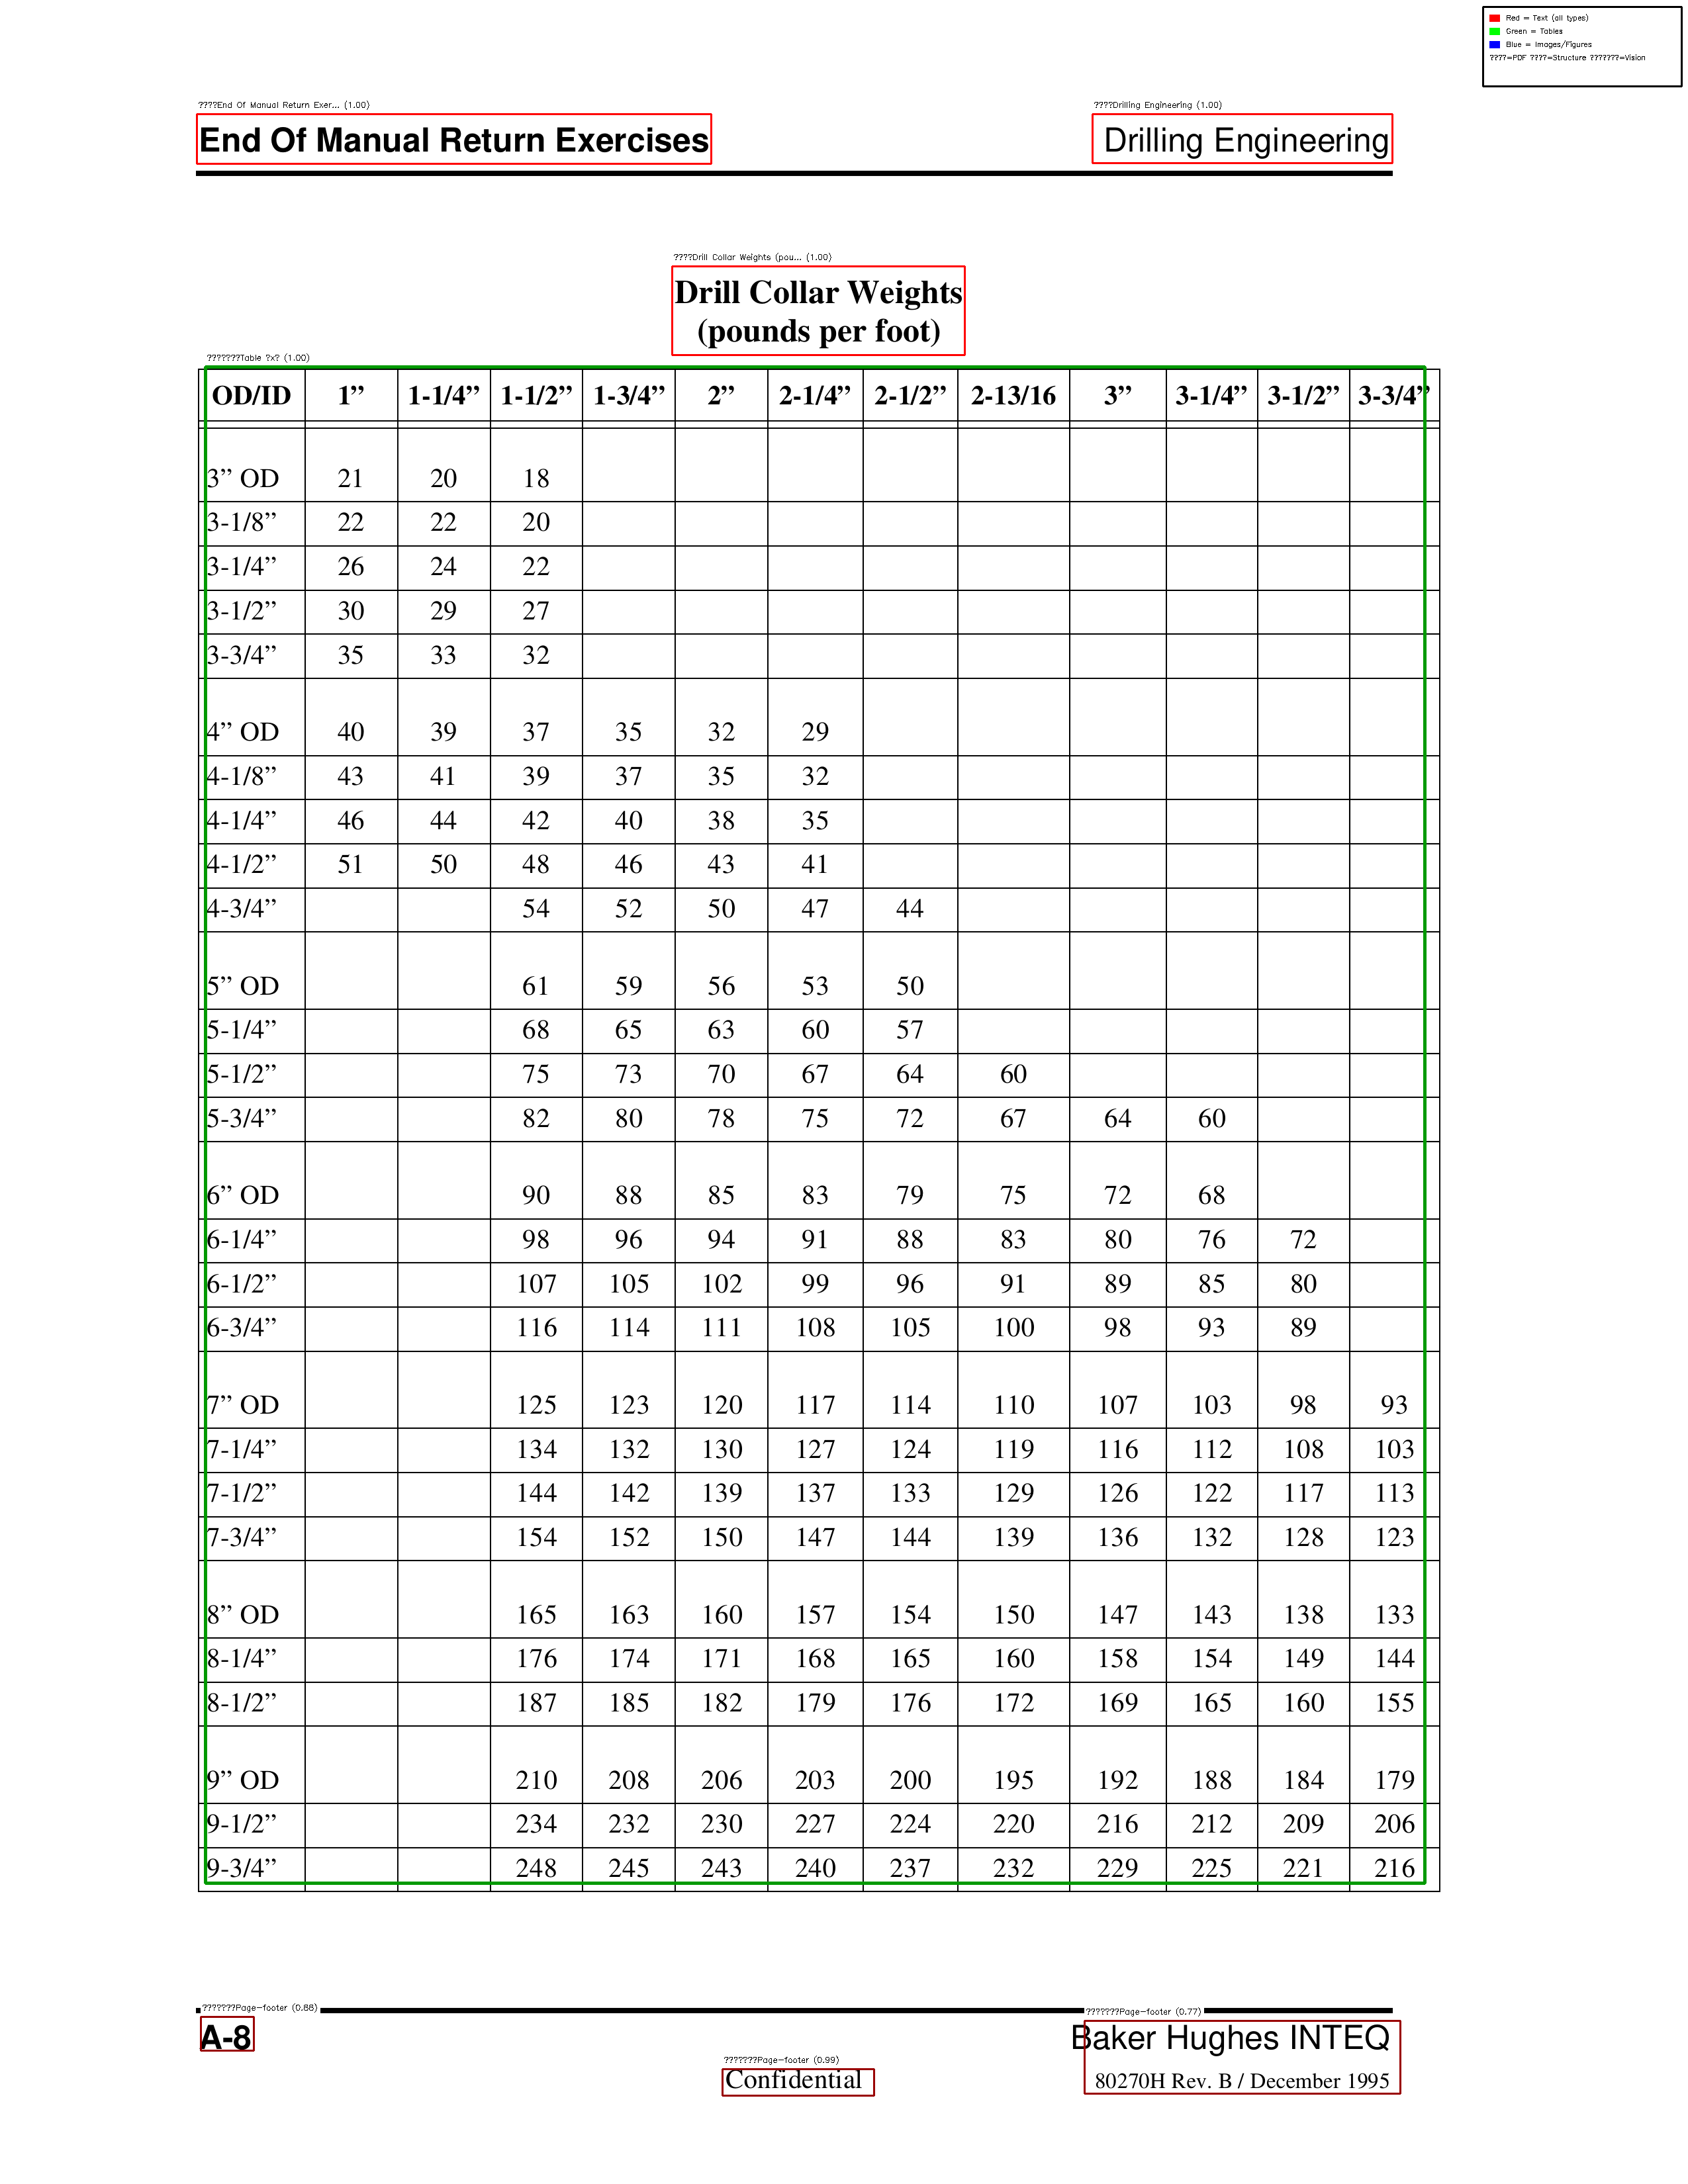 Red = Text (all types)
Green = Tables
Blue = Images/Figures
????=PDF ????=Structure ???????=Vision
????End Of Manual Return Exer... (1.00)
????Drilling Engineering (1.00)
End Of Manual Return Exercises Drilling Engineering
????Drill Collar Weights (pou... (1.00)
Drill Collar Weights
(pounds per foot)
???????Table ?x? (1.00)
OD/ID 1” 1-1/4” 1-1/2” 1-3/4” 2” 2-1/4” 2-1/2” 2-13/16 3” 3-1/4” 3-1/2” 3-3/4”
3” OD 21 20 18
3-1/8” 22 22 20
3-1/4” 26 24 22
3-1/2” 30 29 27
3-3/4” 35 33 32
4” OD 40 39 37 35 32 29
4-1/8” 43 41 39 37 35 32
4-1/4” 46 44 42 40 38 35
4-1/2” 51 50 48 46 43 41
4-3/4” 54 52 50 47 44
5” OD 61 59 56 53 50
5-1/4” 68 65 63 60 57
5-1/2” 75 73 70 67 64 60
5-3/4” 82 80 78 75 72 67 64 60
6” OD 90 88 85 83 79 75 72 68
6-1/4” 98 96 94 91 88 83 80 76 72
6-1/2” 107 105 102 99 96 91 89 85 80
6-3/4” 116 114 111 108 105 100 98 93 89
7” OD 125 123 120 117 114 110 107 103 98 93
7-1/4” 134 132 130 127 124 119 116 112 108 103
7-1/2” 144 142 139 137 133 129 126 122 117 113
7-3/4” 154 152 150 147 144 139 136 132 128 123
8” OD 165 163 160 157 154 150 147 143 138 133
8-1/4” 176 174 171 168 165 160 158 154 149 144
8-1/2” 187 185 182 179 176 172 169 165 160 155
9” OD 210 208 206 203 200 195 192 188 184 179
9-1/2” 234 232 230 227 224 220 216 212 209 206
9-3/4” 248 245 243 240 237 232 229 225 221 216
???????Page-footer (0.88)
???????Page-footer (0.77)
A-8 Baker Hughes INTEQ
???????Page-footer (0.99)
Confidential 80270H Rev. B / December 1995